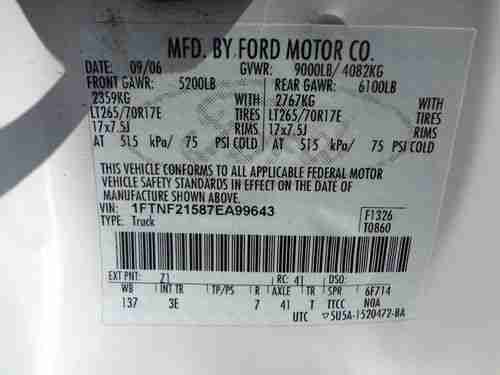 MFD. BY FORD MOTOR CO.
DATE: 09/06 GVWR: 9000LB/ 4082KG
FRONT GAWR: 5200LB REAR GAWR: 6100LB
2359KG WITH 2767KG WITH
LT265/70R17E TIRES LT265/70R17E TIRES
17x7.5J RIMS 17x7.5J RIMS
AT 515 kPa/ 75 PSI COLD AT 515 kPa/ 75 PSI COLD
THIS VEHICLE CONFORMS TO ALL APPLICABLE FEDERAL MOTOR
VEHICLE SAFETY STANDARDS IN EFFECT ON THE DATE OF
MANUFACTURE SHOWN ABOVE.
VIN: 1FTNF21587EA99643 F1326
TYPE: Truck T0860
EXT PNT: Z1 RC: 41 DSO:
WB INT TR TP/PS R AXLE TR SPR 6F714
137 3E 7 41 T TTCC NOA
UTC 5U5A-1520472-BA